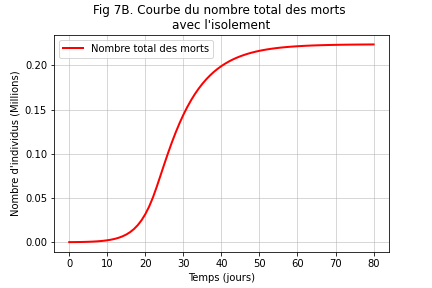 Fig 7B. Courbe du nombre total des morts
avec l'isolement
Nombre total des morts
Nombre d'individus (Millions)
0.20
0.15
0.10
0.05
0.00
0 10 20 30 40 50 60 70 80
Temps (jours)